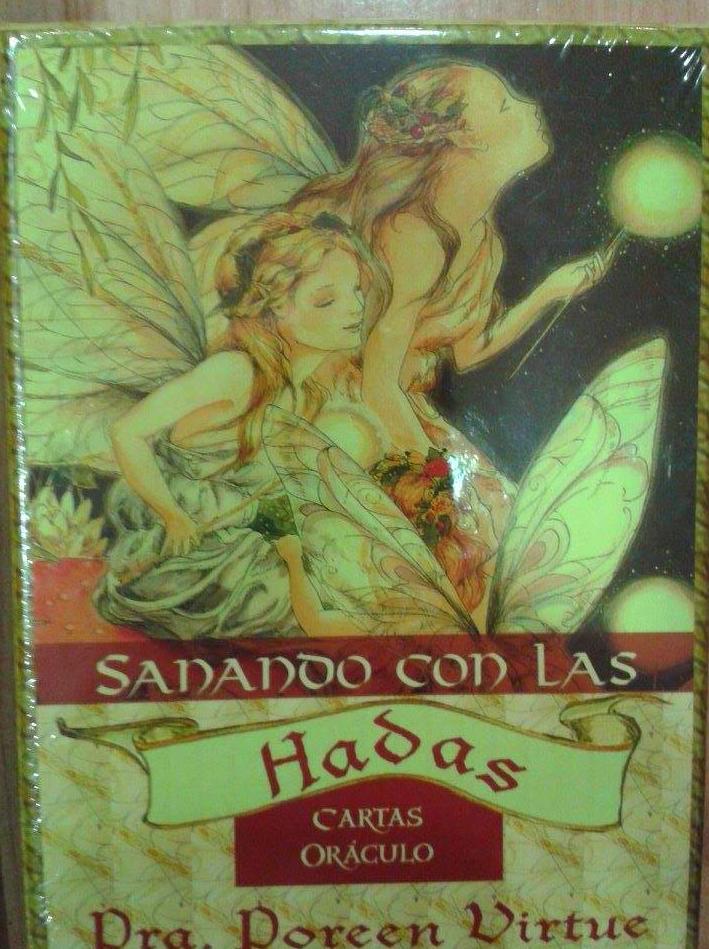 SANANDO CON LAS
Hadas
CARTAS
ORÁCULO
Dra. Doreen Virtue